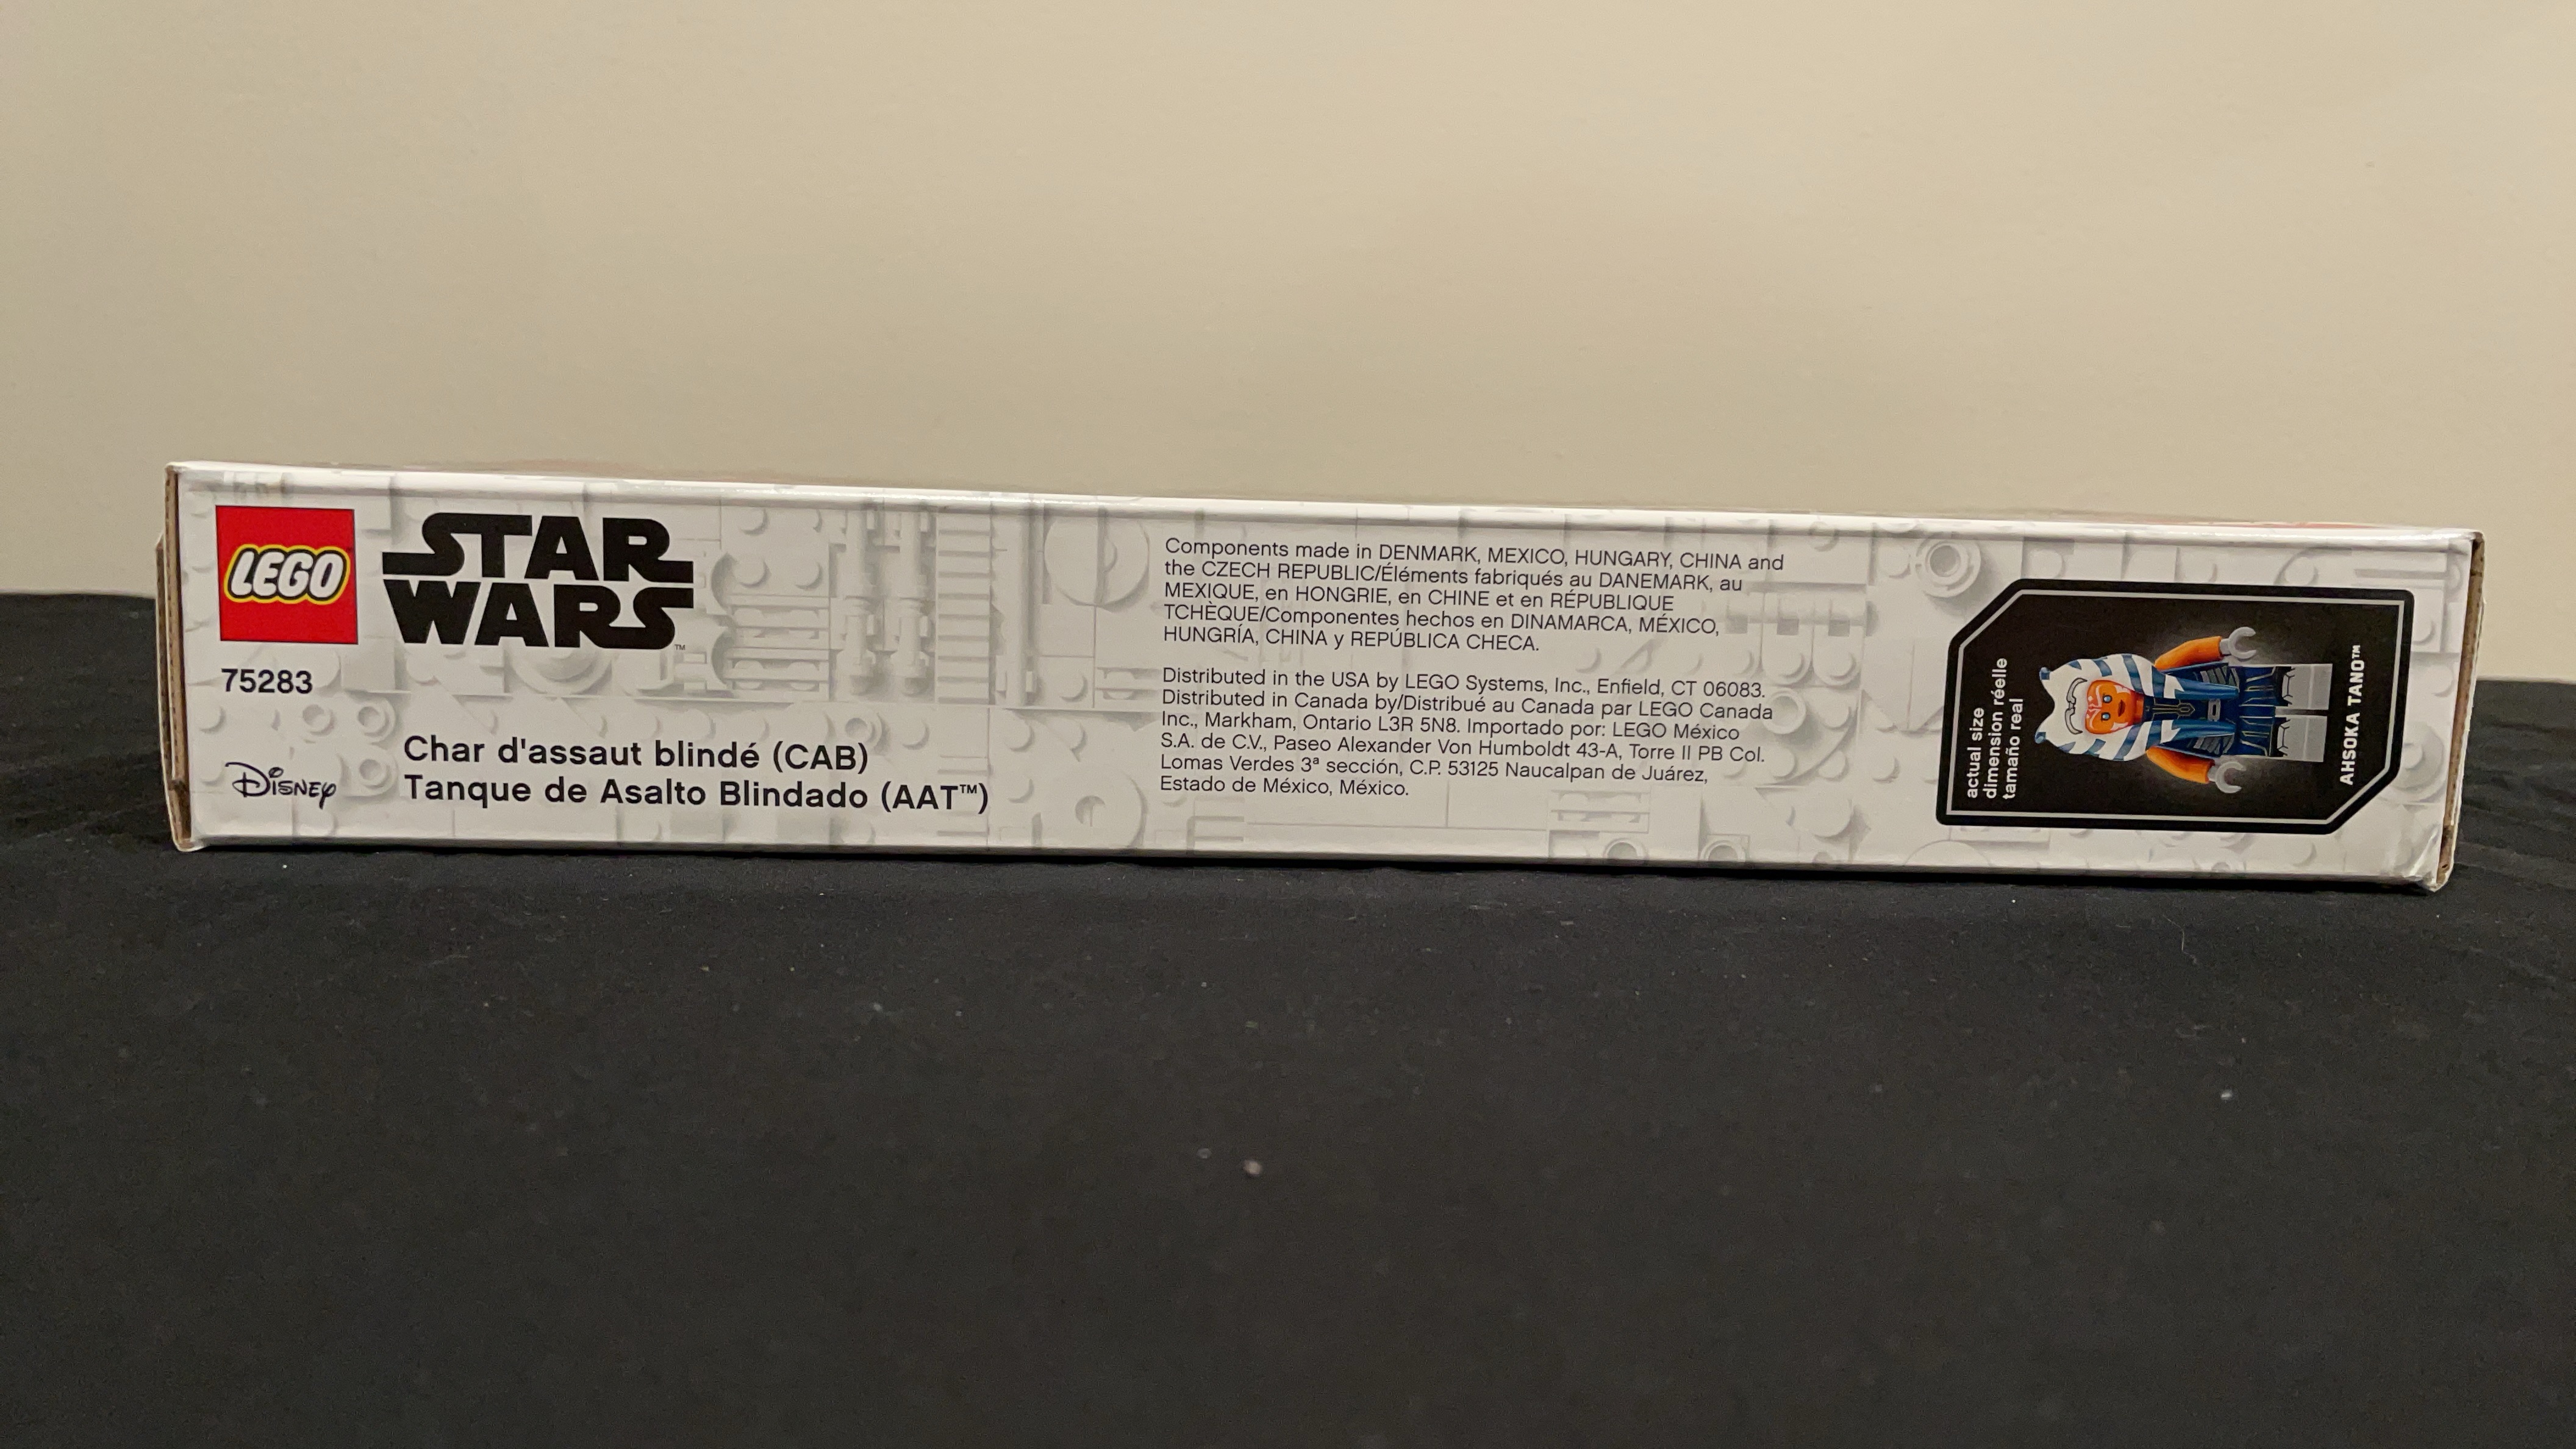 LEGO
STAR
WARS™
75283
Disney
Char d'assaut blindé (CAB)
Tanque de Asalto Blindado (AAT™)
Components made in DENMARK, MEXICO, HUNGARY, CHINA and
the CZECH REPUBLIC/Éléments fabriqués au DANEMARK, au
MEXIQUE, en HONGRIE, en CHINE et en RÉPUBLIQUE
TCHÈQUE/Componentes hechos en DINAMARCA, MÉXICO,
HUNGRÍA, CHINA y REPÚBLICA CHECA.
Distributed in the USA by LEGO Systems, Inc., Enfield, CT 06083.
Distributed in Canada by/Distribué au Canada par LEGO Canada
Inc., Markham, Ontario L3R 5N8. Importado por: LEGO México
S.A. de C.V., Paseo Alexander Von Humboldt 43-A, Torre II PB Col.
Lomas Verdes 3ª sección, C.P. 53125 Naucalpan de Juárez,
Estado de México, México.
actual size
dimension réelle
tamaño real
AHSOKA TANO™